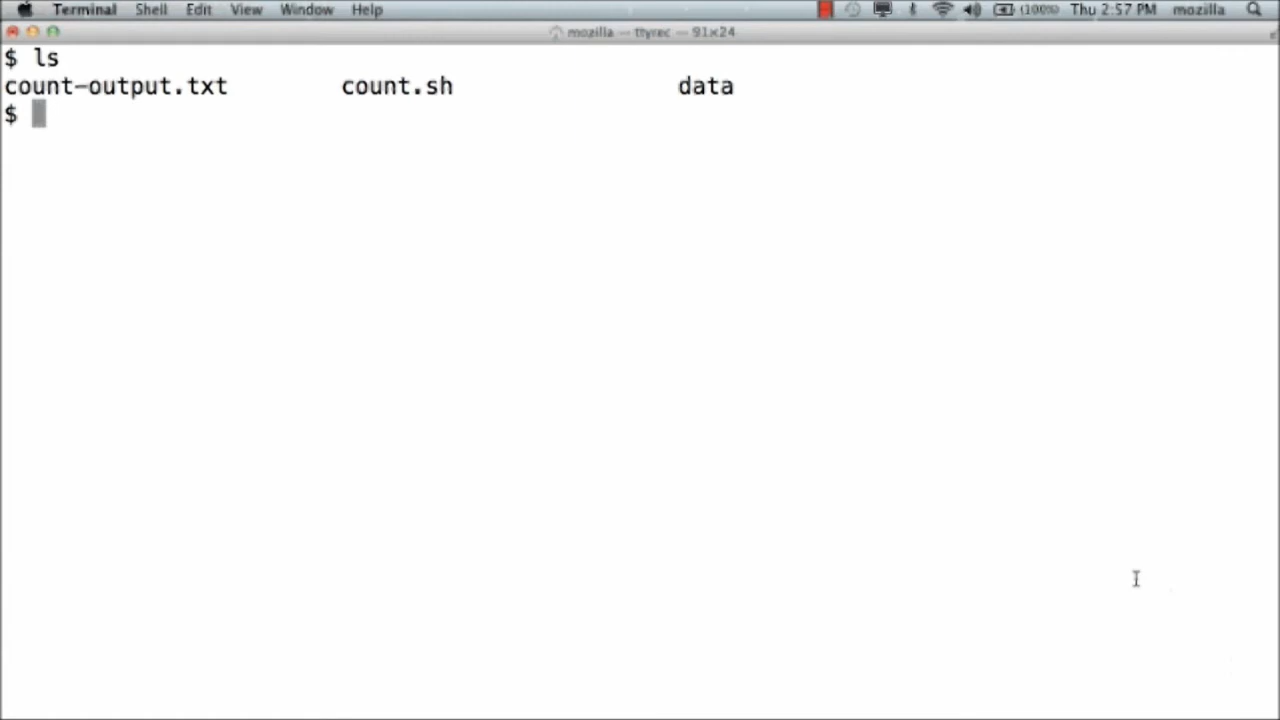 Terminal Shell Edit View Window Help (100%) Thu 2:57 PM mozilla
mozilla — ttyrec — 91×24
$ ls
count-output.txt count.sh data
$